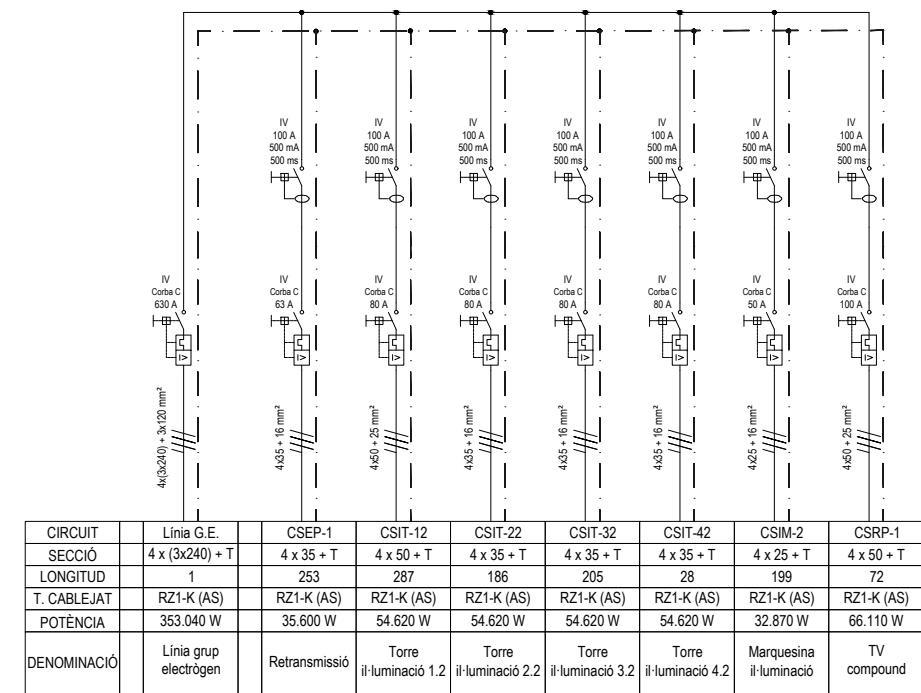 IV
100 A
500 mA
500 ms
IV
100 A
500 mA
500 ms
IV
100 A
500 mA
500 ms
IV
100 A
500 mA
500 ms
IV
100 A
500 mA
500 ms
IV
100 A
500 mA
500 ms
IV
100 A
500 mA
500 ms
IV
Corba C
630 A
IV
Corba C
63 A
IV
Corba C
80 A
IV
Corba C
80 A
IV
Corba C
80 A
IV
Corba C
80 A
IV
Corba C
50 A
IV
Corba C
100 A
I>
I>
I>
I>
I>
I>
I>
I>
4x(3x240) + 3x120 mm²
4x35 + 16 mm²
4x50 + 25 mm²
4x35 + 16 mm²
4x35 + 16 mm²
4x35 + 16 mm²
4x25 + 16 mm²
4x50 + 25 mm²
CIRCUIT Línia G.E. CSEP-1 CSIT-12 CSIT-22 CSIT-32 CSIT-42 CSIM-2 CSRP-1
SECCIÓ 4 x (3x240) + T 4 x 35 + T 4 x 50 + T 4 x 35 + T 4 x 35 + T 4 x 35 + T 4 x 25 + T 4 x 50 + T
LONGITUD 1 253 287 186 205 28 199 72
T. CABLEJAT RZ1-K (AS) RZ1-K (AS) RZ1-K (AS) RZ1-K (AS) RZ1-K (AS) RZ1-K (AS) RZ1-K (AS) RZ1-K (AS)
POTÈNCIA 353.040 W 35.600 W 54.620 W 54.620 W 54.620 W 54.620 W 32.870 W 66.110 W
DENOMINACIÓ
Línia grup
electrògen
Retransmissió
Torre
il·luminació 1.2
Torre
il·luminació 2.2
Torre
il·luminació 3.2
Torre
il·luminació 4.2
Marquesina
il·luminació
TV
compound